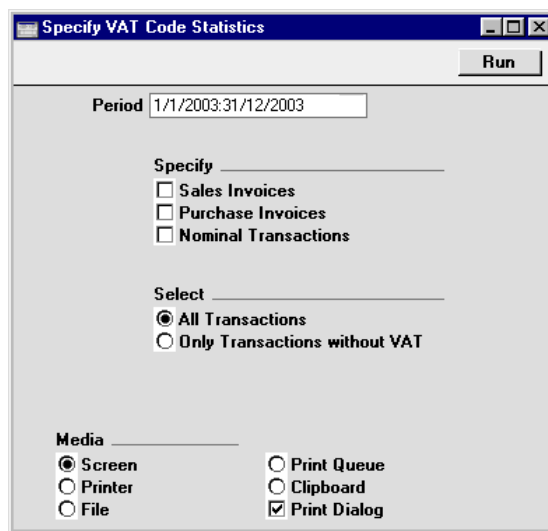 Specify VAT Code Statistics
Run
Period 1/1/2003:31/12/2003
Specify
Sales Invoices
Purchase Invoices
Nominal Transactions
Select
All Transactions
Only Transactions without VAT
Media
Screen Print Queue
Printer Clipboard
File Print Dialog